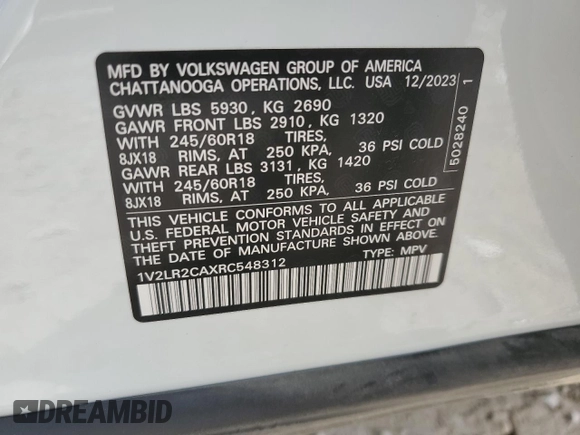 MFD BY VOLKSWAGEN GROUP OF AMERICA
CHATTANOOGA OPERATIONS, LLC. USA 12/2023
GVWR LBS 5930, KG 2690
GAWR FRONT LBS 2910, KG 1320
WITH 245/60R18 TIRES,
8JX18 RIMS, AT 250 KPA, 36 PSI COLD
GAWR REAR LBS 3131, KG 1420
WITH 245/60R18 TIRES,
8JX18 RIMS, AT 250 KPA, 36 PSI COLD
THIS VEHICLE CONFORMS TO ALL APPLICABLE
U.S. FEDERAL MOTOR VEHICLE SAFETY AND
THEFT PREVENTION STANDARDS IN EFFECT ON
THE DATE OF MANUFACTURE SHOWN ABOVE.
1V2LR2CAXRC548312 TYPE: MPV
5028240 1
DREAMBID